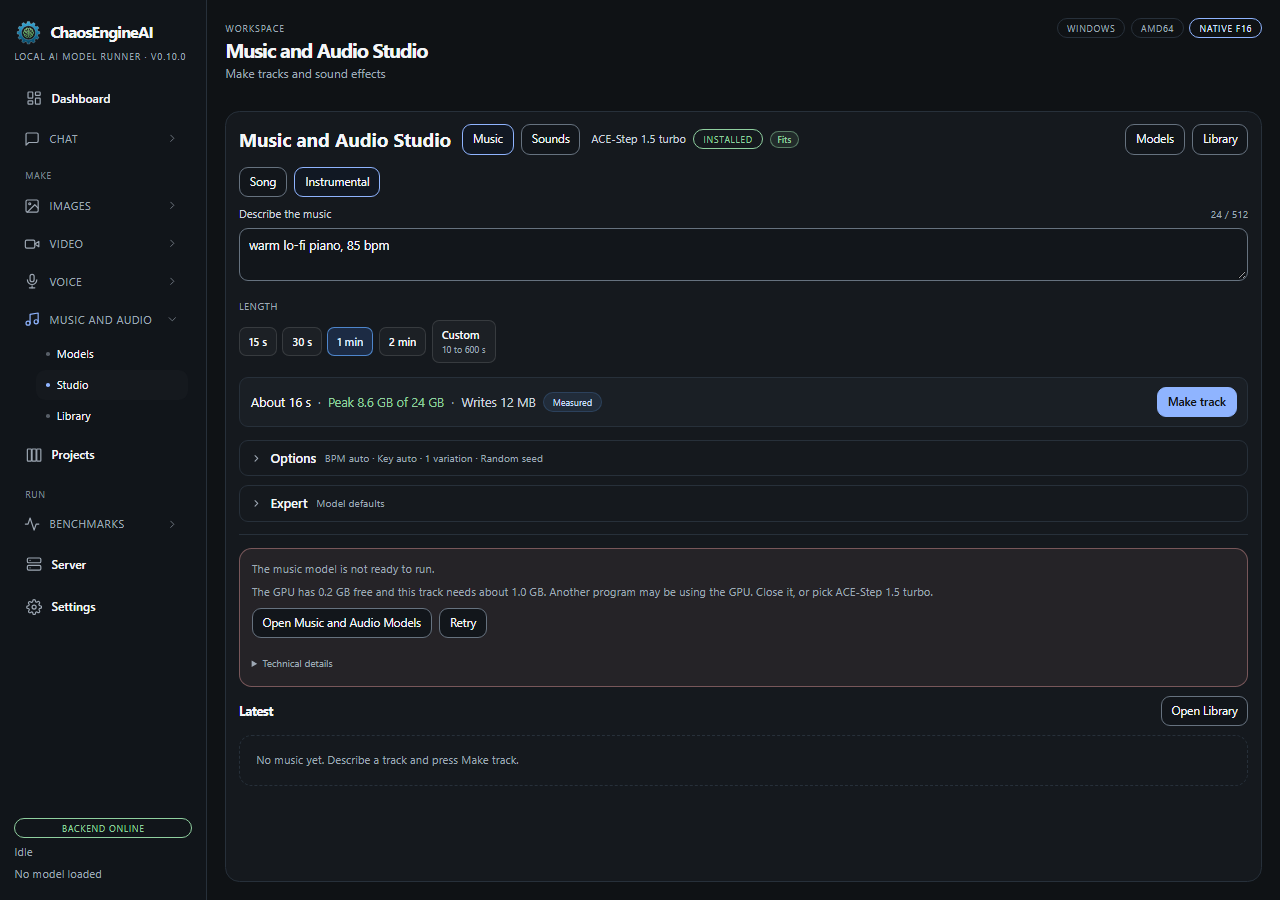 ChaosEngineAI
LOCAL AI MODEL RUNNER · V0.10.0
Dashboard
CHAT
MAKE
IMAGES
VIDEO
VOICE
MUSIC AND AUDIO
Models
Studio
Library
Projects
RUN
BENCHMARKS
Server
Settings
BACKEND ONLINE
Idle
No model loaded
WORKSPACE
Music and Audio Studio
Make tracks and sound effects
WINDOWS AMD64 NATIVE F16
Music and Audio Studio Music Sounds ACE-Step 1.5 turbo INSTALLED Fits Models Library
Song Instrumental
Describe the music 24 / 512
warm lo-fi piano, 85 bpm
LENGTH
15 s 30 s 1 min 2 min Custom
10 to 600 s
About 16 s · Peak 8.6 GB of 24 GB · Writes 12 MB Measured Make track
Options BPM auto · Key auto · 1 variation · Random seed
Expert Model defaults
The music model is not ready to run.
The GPU has 0.2 GB free and this track needs about 1.0 GB. Another program may be using the GPU. Close it, or pick ACE-Step 1.5 turbo.
Open Music and Audio Models Retry
Technical details
Latest Open Library
No music yet. Describe a track and press Make track.